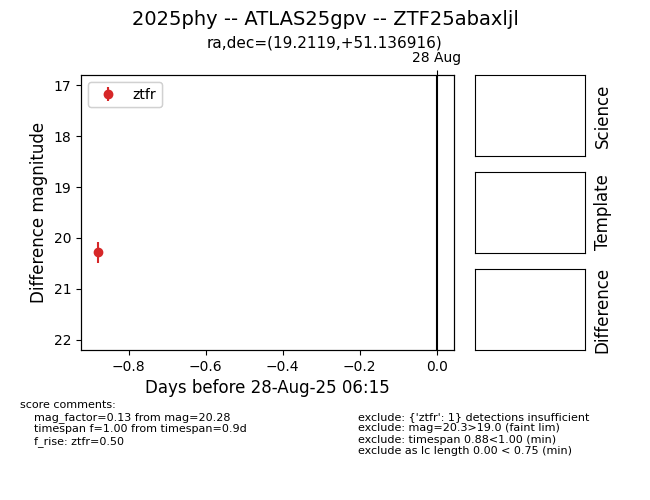 2025phy -- ATLAS25gpv -- ZTF25abaxljl
ra,dec=(19.2119,+51.136916)
28 Aug
ztfr
17
18
19
20
21
22
Difference magnitude
−0.8
−0.6
−0.4
−0.2
0.0
Days before 28-Aug-25 06:15
Science
Template
Difference
score comments:
mag_factor=0.13 from mag=20.28
timespan f=1.00 from timespan=0.9d
f_rise: ztfr=0.50
exclude: {'ztfr': 1} detections insufficient
exclude: mag=20.3>19.0 (faint lim)
exclude: timespan 0.88<1.00 (min)
exclude as lc length 0.00 < 0.75 (min)